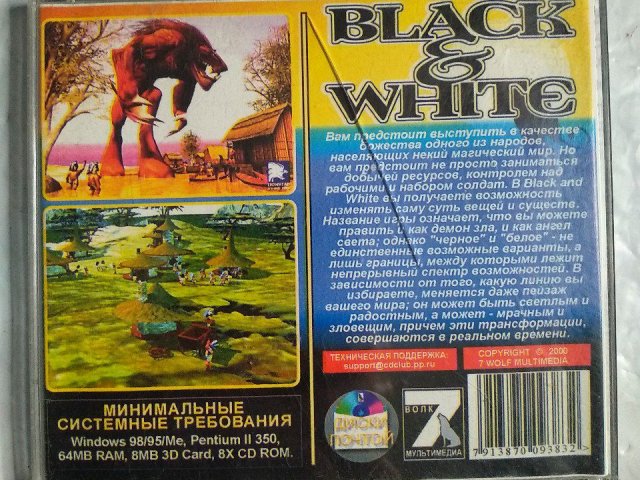 BLACK
&
WHITE
Вам предстоит выступить в качестве
божества одного из народов,
населяющих некий магический мир. Но
вам предстоит не просто заниматься
добычей ресурсов, контролем над
рабочими и набором солдат. В Black and
White вы получаете возможность
изменять саму суть вещей и существ.
Название игры означает, что вы можете
править и как демон зла, и как ангел
света; однако "черное" и "белое" - не
единственные возможные варианты, а
лишь границы, между которыми лежит
непрерывный спектр возможностей. В
зависимости от того, какую линию вы
избираете, меняется даже пейзаж
вашего мира; он может быть светлым и
радостным, а может - мрачным и
зловещим, причем эти трансформации,
совершаются в реальном времени.
ТЕХНИЧЕСКАЯ ПОДДЕРЖКА:
support@cdclub.pp.ru
COPYRIGHT © 2000
7 WOLF MULTIMEDIA
МИНИМАЛЬНЫЕ
СИСТЕМНЫЕ ТРЕБОВАНИЯ
Windows 98/95/Me, Pentium II 350,
64MB RAM, 8MB 3D Card, 8X CD ROM.
ДИСКИ
ПОЧТОЙ
7
ВОЛК
МУЛЬТИМЕДИА
7 913870 093832